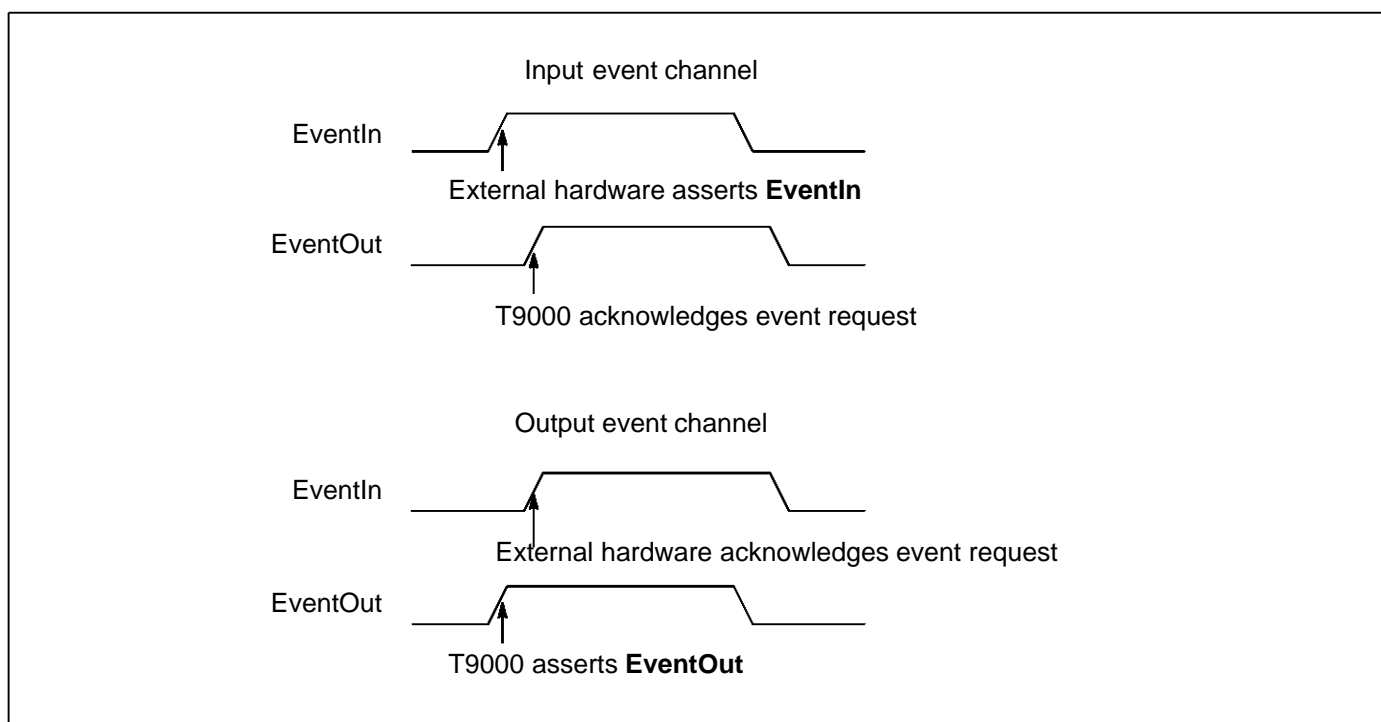 Input event channel
EventIn
External hardware asserts EventIn
EventOut
T9000 acknowledges event request
Output event channel
EventIn
External hardware acknowledges event request
EventOut
T9000 asserts EventOut